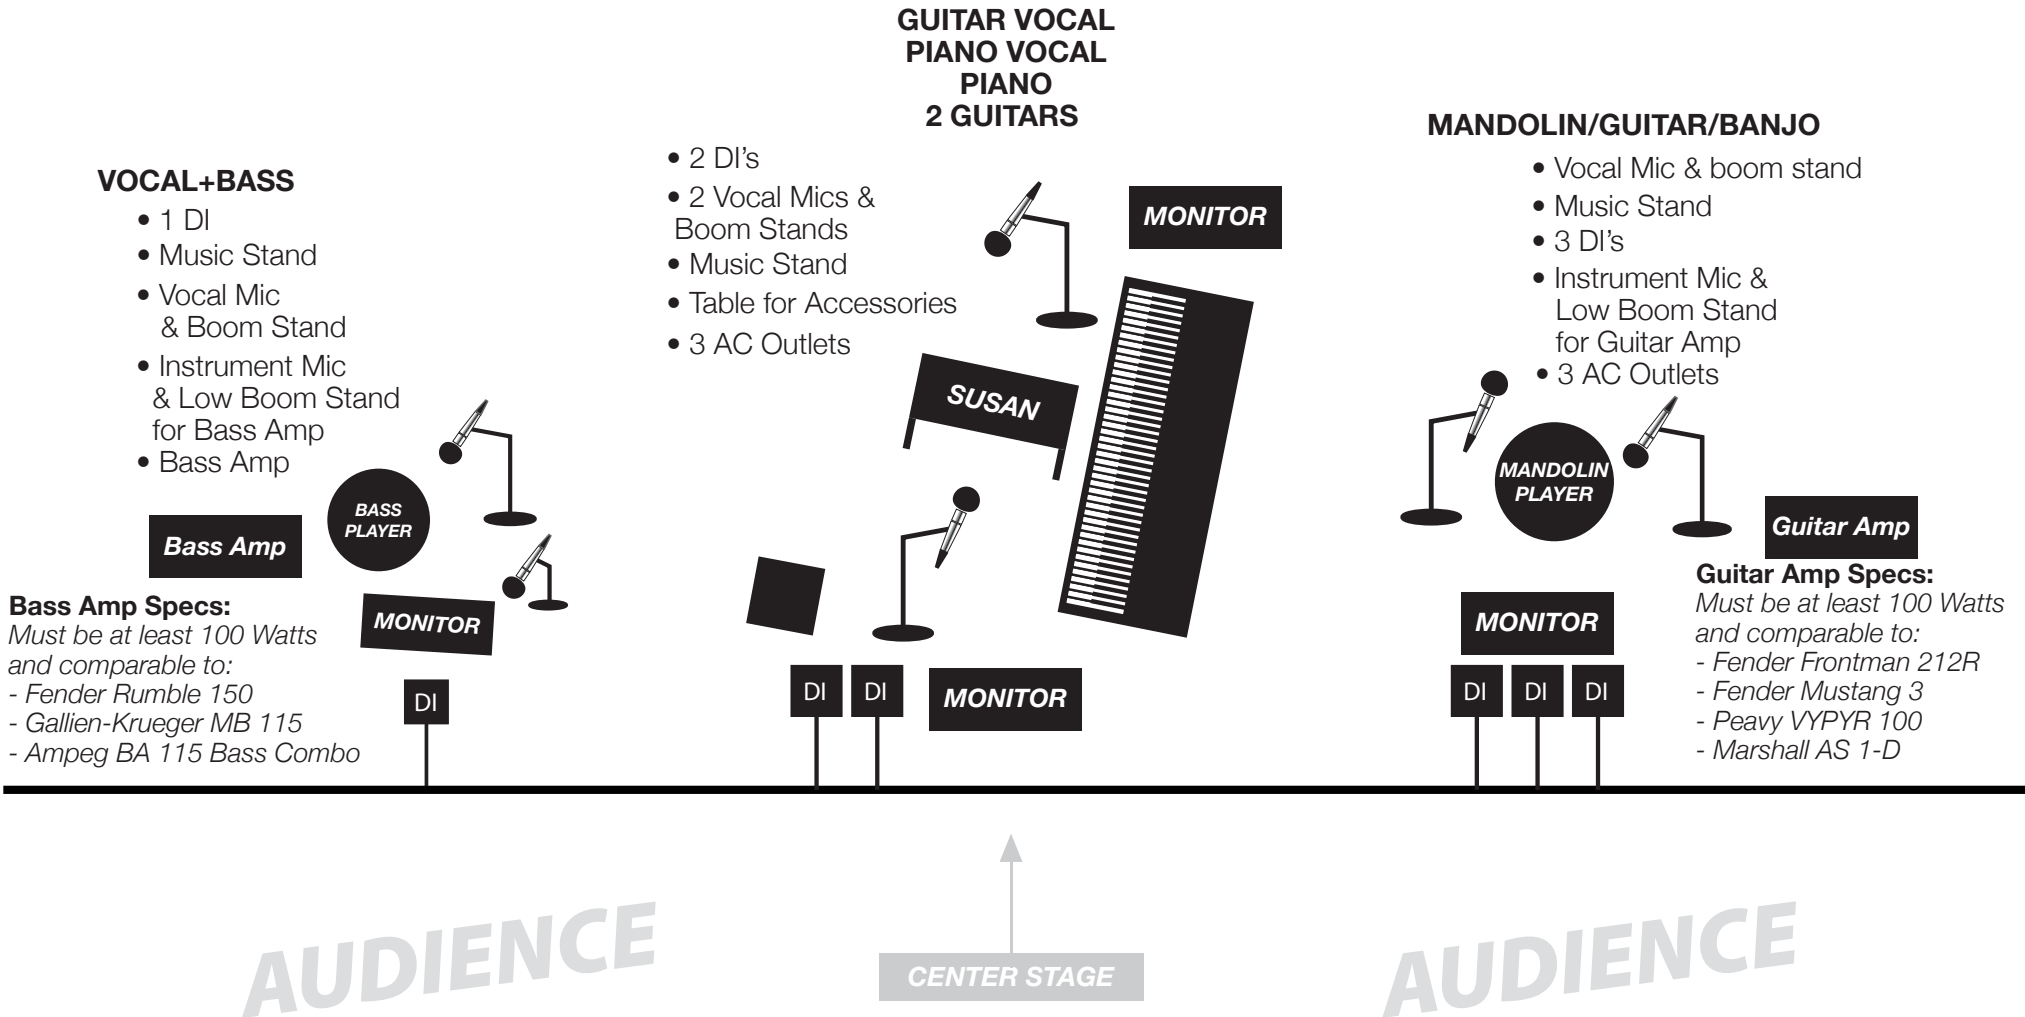 GUITAR VOCAL
PIANO VOCAL
PIANO
2 GUITARS
VOCAL+BASS
• 1 DI
• Music Stand
• Vocal Mic
& Boom Stand
• Instrument Mic
& Low Boom Stand
for Bass Amp
• Bass Amp
BASS
PLAYER
Bass Amp
Bass Amp Specs:
Must be at least 100 Watts
and comparable to:
- Fender Rumble 150
- Gallien-Krueger MB 115
- Ampeg BA 115 Bass Combo
MONITOR
DI
• 2 DI's
• 2 Vocal Mics &
Boom Stands
• Music Stand
• Table for Accessories
• 3 AC Outlets
MONITOR
SUSAN
DI
DI
MONITOR
MANDOLIN/GUITAR/BANJO
• Vocal Mic & boom stand
• Music Stand
• 3 DI's
• Instrument Mic &
Low Boom Stand
for Guitar Amp
• 3 AC Outlets
MANDOLIN
PLAYER
Guitar Amp
Guitar Amp Specs:
Must be at least 100 Watts
and comparable to:
- Fender Frontman 212R
- Fender Mustang 3
- Peavy VYPYR 100
- Marshall AS 1-D
MONITOR
DI
DI
DI
AUDIENCE
CENTER STAGE
AUDIENCE